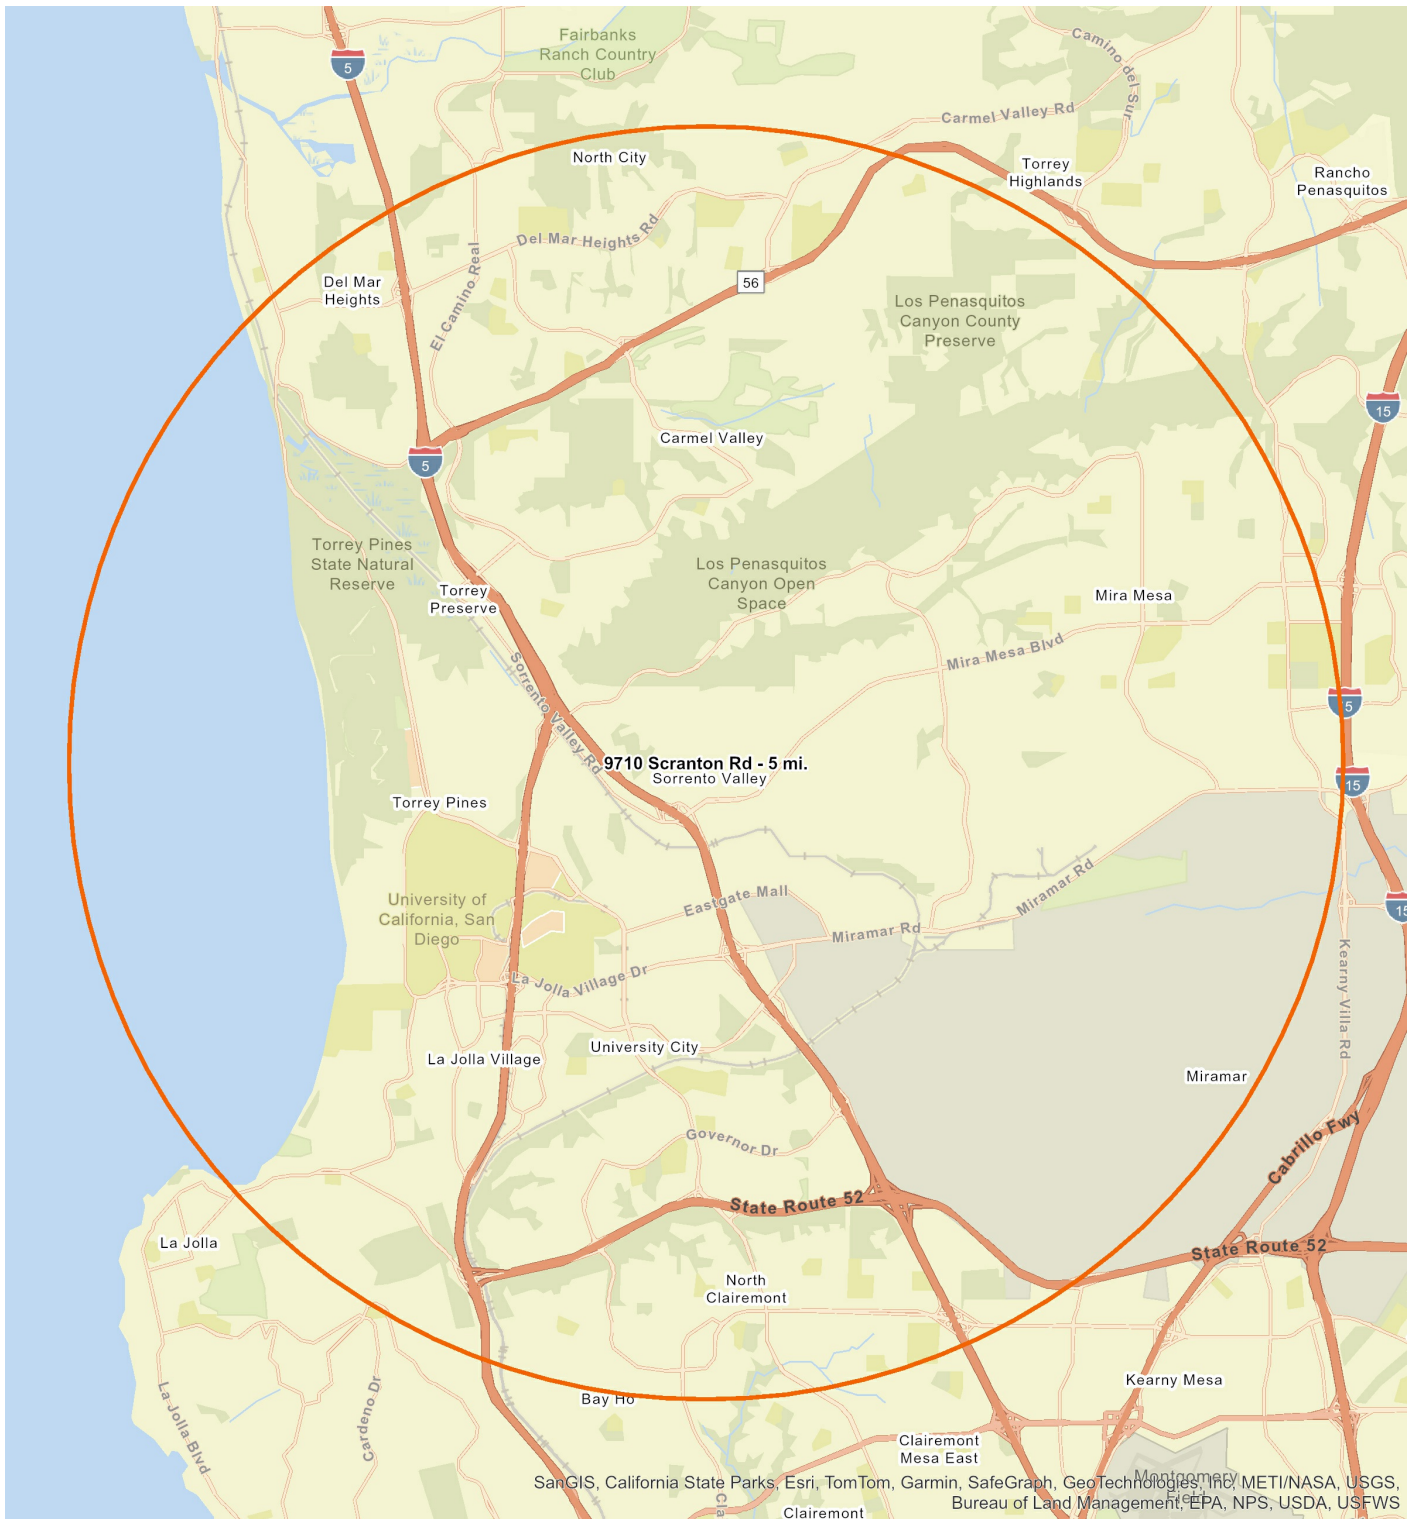 Fairbanks
Ranch Country
Club
5
Camino del Sur
Carmel Valley Rd
North City
Torrey
Highlands
Rancho
Penasquitos
Del Mar Heights Rd
El Camino Real
Del Mar
Heights
56
Los Penasquitos
Canyon County
Preserve
15
Carmel Valley
5
Torrey Pines
State Natural
Reserve
Los Penasquitos
Canyon Open
Space
Torrey
Preserve
Mira Mesa
Mira Mesa Blvd
Sorrento Valley Rd
15
9710 Scranton Rd - 5 mi.
Sorrento Valley
15
Torrey Pines
Miramar Rd
University of
California, San
Diego
Eastgate Mall
15
Miramar Rd
La Jolla Village Dr
Kearny Villa Rd
University City
La Jolla Village
Miramar
Governor Dr
Cabrillo Fwy
State Route 52
La Jolla
State Route 52
North
Clairemont
La Jolla Blvd
Cardeno Dr
Bay Ho
Kearny Mesa
Clairemont
Mesa East
Montgomery
Field
SanGIS, California State Parks, Esri, TomTom, Garmin, SafeGraph, GeoTechnologies, Inc, METI/NASA, USGS,
Bureau of Land Management, EPA, NPS, USDA, USFWS
Cla
Clairemont